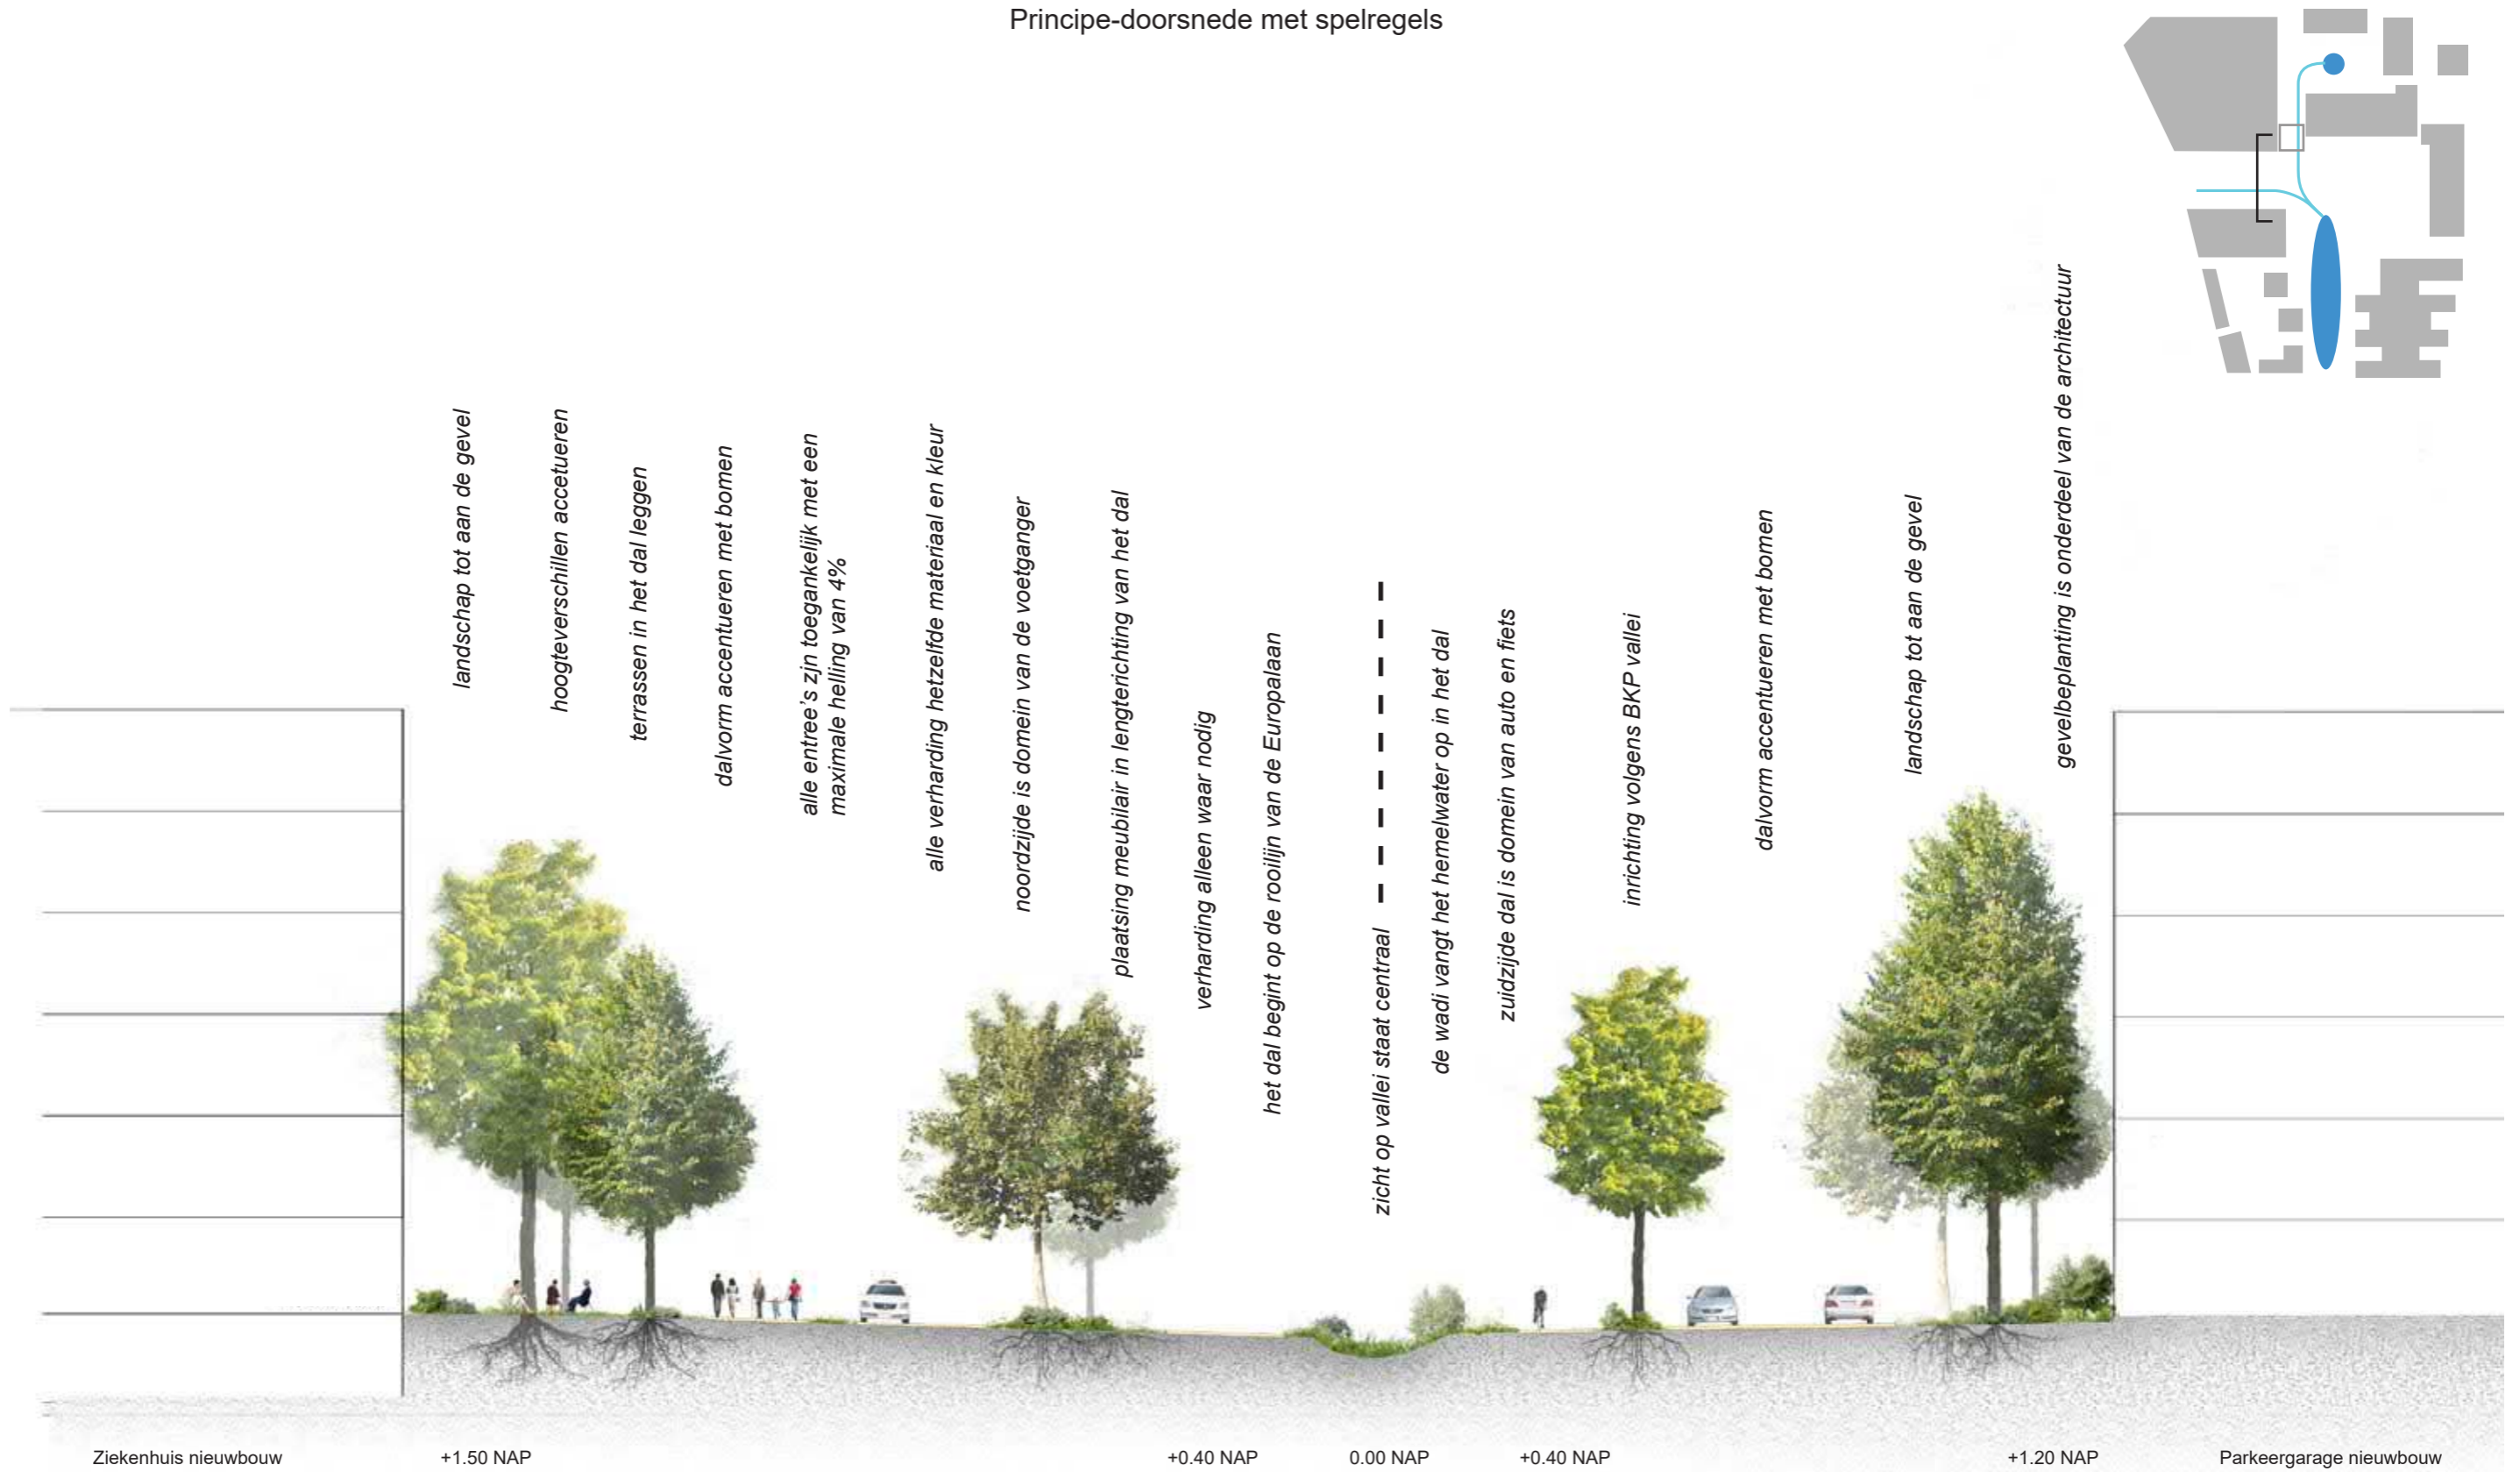 Principe-doorsnede met spelregels
landschap tot aan de gevel
hoogteverschillen accetueren
terrassen in het dal leggen
dalvorm accentueren met bomen
alle entree's zjn toegankelijk met een
maximale helling van 4%
alle verharding hetzelfde materiaal en kleur
noordzijde is domein van de voetganger
plaatsing meubilair in lengterichting van het dal
verharding alleen waar nodig
het dal begint op de rooilijn van de Europalaan
zicht op vallei staat centraal
de wadi vangt het hemelwater op in het dal
zuidzijde dal is domein van auto en fiets
inrichting volgens BKP vallei
dalvorm accentueren met bomen
landschap tot aan de gevel
gevelbeplanting is onderdeel van de architectuur
Ziekenhuis nieuwbouw
+1.50 NAP
+0.40 NAP
0.00 NAP
+0.40 NAP
+1.20 NAP
Parkeergarage nieuwbouw